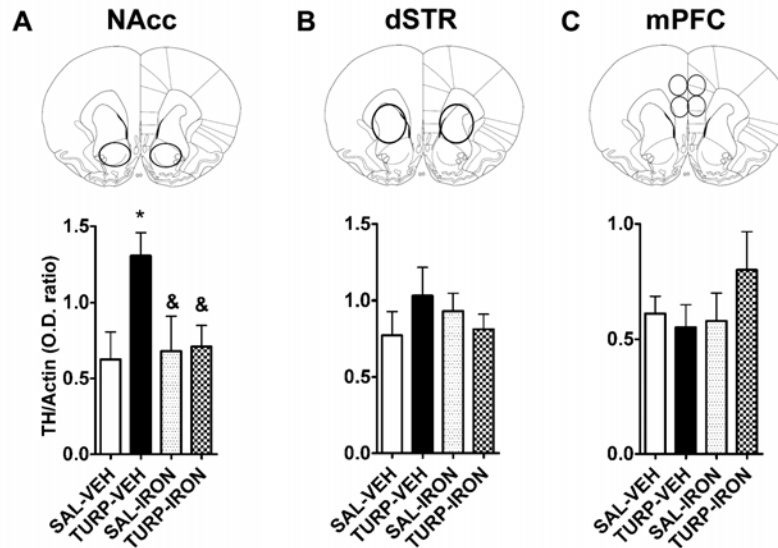 A NAcc
B dSTR
C mPFC
TH/Actin (O.D. ratio)
1.5
1.0
0.5
0.0
*
&
&
SAL-VEH
TURP-VEH
SAL-IRON
TURP-IRON
1.5
1.0
0.5
0.0
SAL-VEH
TURP-VEH
SAL-IRON
TURP-IRON
1.0
0.5
0.0
SAL-VEH
TURP-VEH
SAL-IRON
TURP-IRON